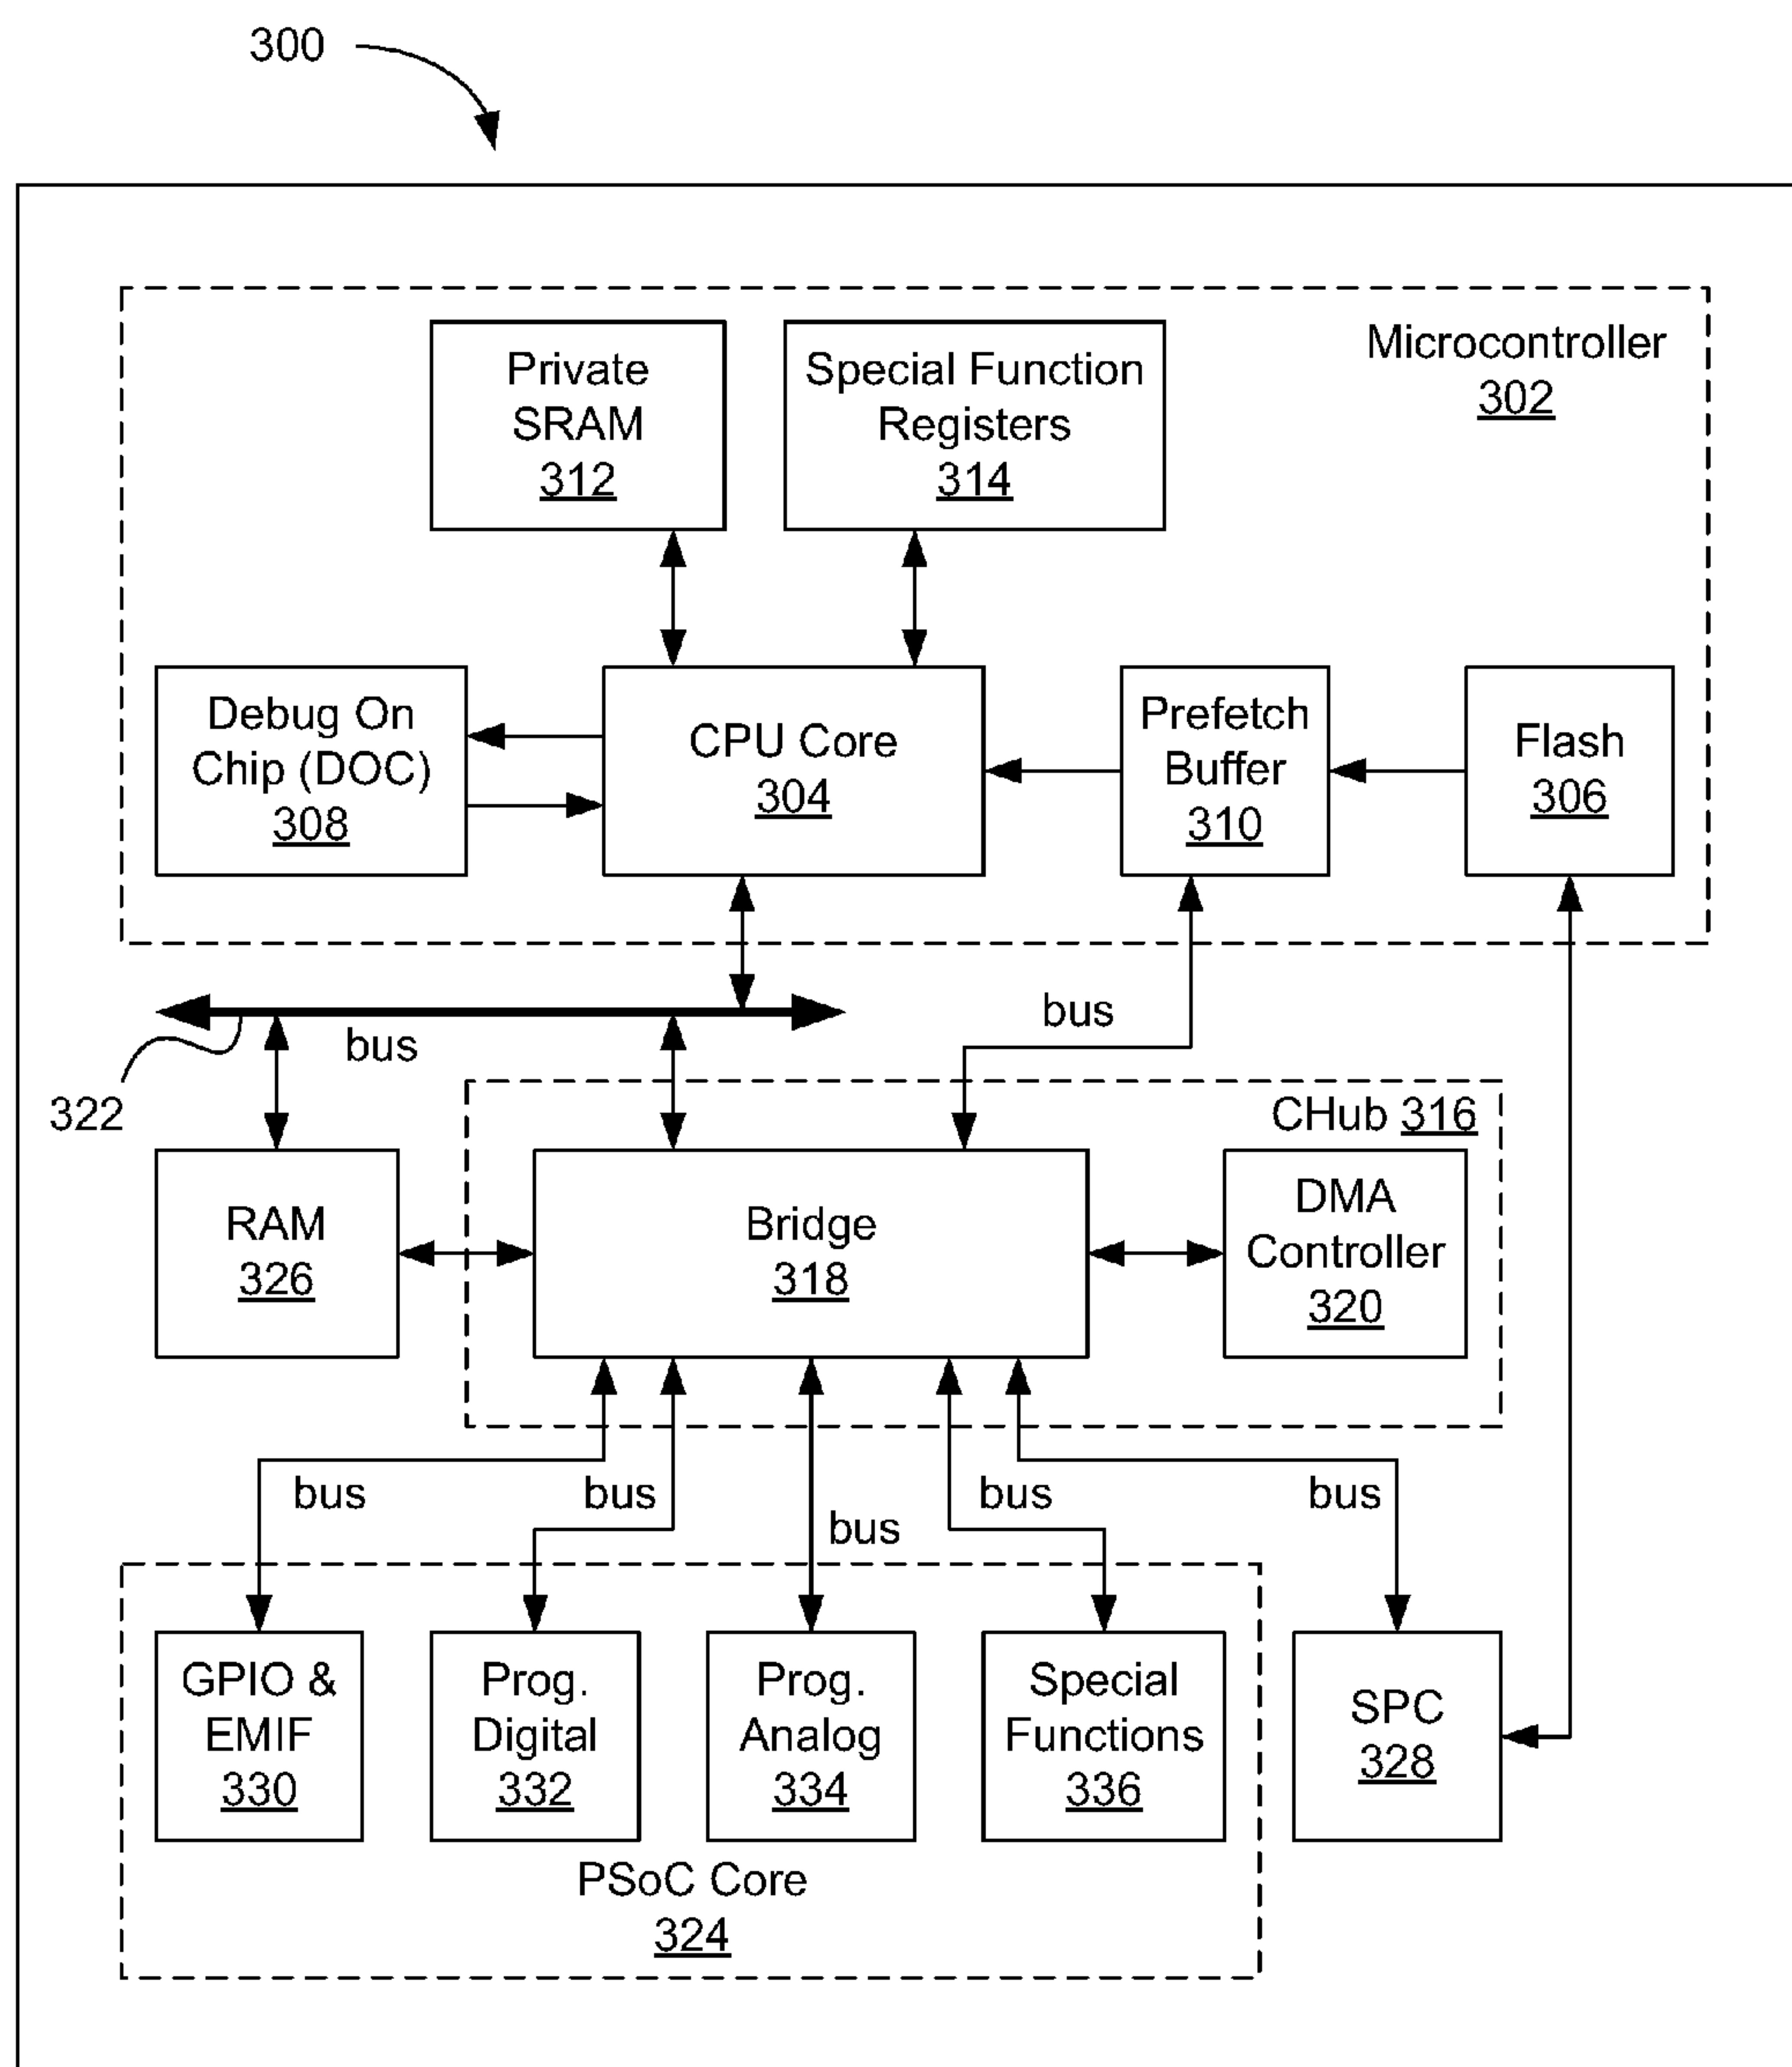 300
Microcontroller
302
Private
SRAM
312
Special Function
Registers
314
Debug On
Chip (DOC)
308
CPU Core
304
Prefetch
Buffer
310
Flash
306
bus
322
bus
CHub 316
RAM
326
Bridge
318
DMA
Controller
320
bus
bus
bus
bus
bus
GPIO &
EMIF
330
Prog.
Digital
332
Prog.
Analog
334
Special
Functions
336
SPC
328
PSoC Core
324